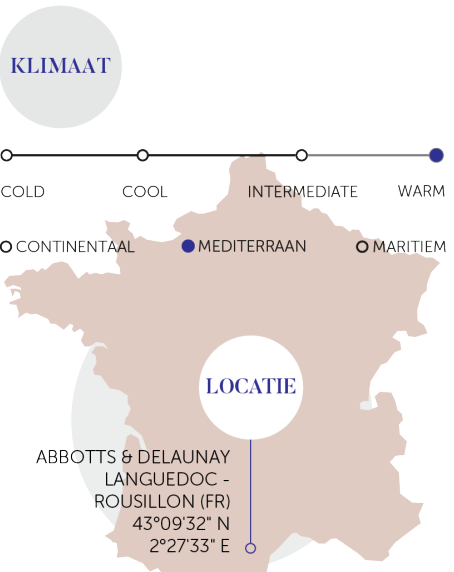 KLIMAAT
COLD COOL INTERMEDIATE WARM
CONTINENTAAL MEDITERRAAN MARITIEM
LOCATIE
ABBOTTS & DELAUNAY
LANGUEDOC -
ROUSILLON (FR)
43°09'32" N
2°27'33" E